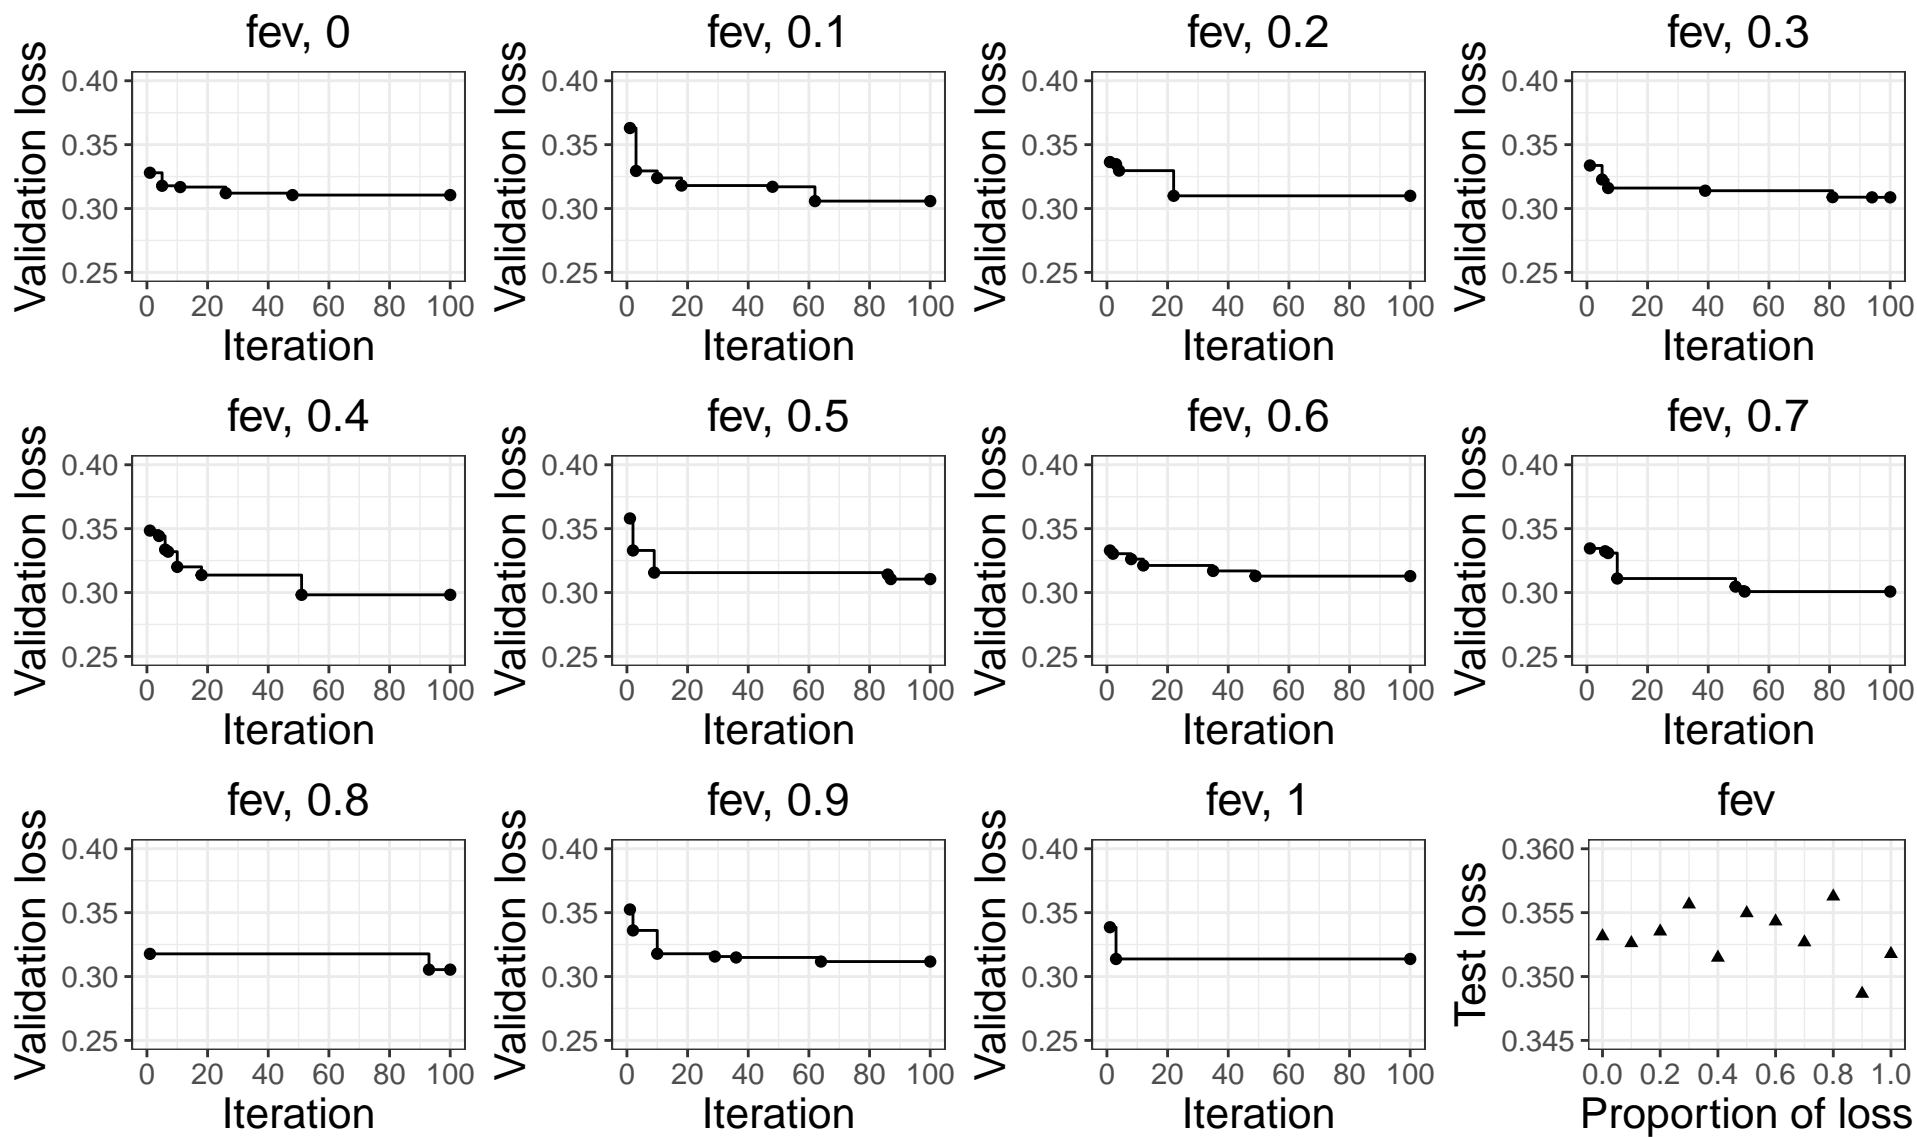 fev, 0
fev, 0.1
fev, 0.2
fev, 0.3
Validation loss
0.40
0.35
0.30
0.25
0 20 40 60 80 100
Iteration
Validation loss
0.40
0.35
0.30
0.25
0 20 40 60 80 100
Iteration
Validation loss
0.40
0.35
0.30
0.25
0 20 40 60 80 100
Iteration
Validation loss
0.40
0.35
0.30
0.25
0 20 40 60 80 100
Iteration
fev, 0.4
fev, 0.5
fev, 0.6
fev, 0.7
Validation loss
0.40
0.35
0.30
0.25
0 20 40 60 80 100
Iteration
Validation loss
0.40
0.35
0.30
0.25
0 20 40 60 80 100
Iteration
Validation loss
0.40
0.35
0.30
0.25
0 20 40 60 80 100
Iteration
Validation loss
0.40
0.35
0.30
0.25
0 20 40 60 80 100
Iteration
fev, 0.8
fev, 0.9
fev, 1
fev
Validation loss
0.40
0.35
0.30
0.25
0 20 40 60 80 100
Iteration
Validation loss
0.40
0.35
0.30
0.25
0 20 40 60 80 100
Iteration
Validation loss
0.40
0.35
0.30
0.25
0 20 40 60 80 100
Iteration
Test loss
0.360
0.355
0.350
0.345
0.0 0.2 0.4 0.6 0.8 1.0
Proportion of loss